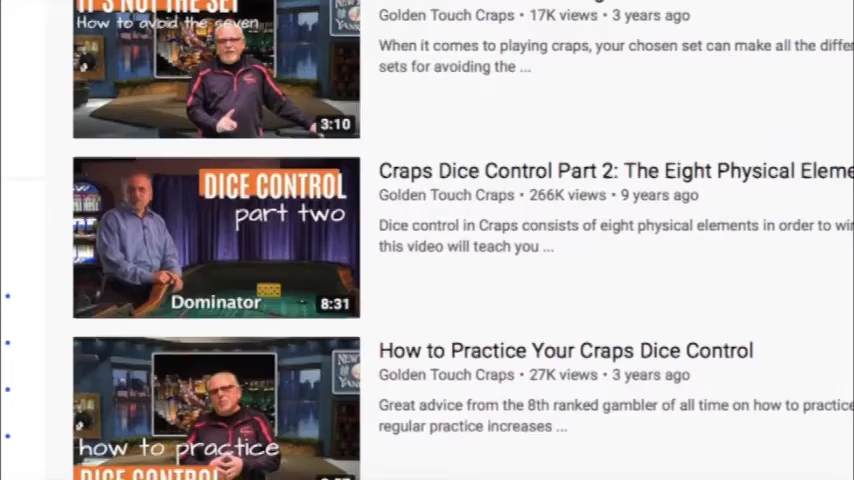 IT'S NOT THE SET
How to avoid the seven
NEW
YAN
3:10
Golden Touch Craps • 17K views • 3 years ago
When it comes to playing craps, your chosen set can make all the differ
sets for avoiding the ...
DICE CONTROL
part two
Dominator
8:31
Craps Dice Control Part 2: The Eight Physical Eleme
Golden Touch Craps • 266K views • 9 years ago
Dice control in Craps consists of eight physical elements in order to win
this video will teach you ...
NEW
YAN
how to practice
DICE CONTROL
How to Practice Your Craps Dice Control
Golden Touch Craps • 27K views • 3 years ago
Great advice from the 8th ranked gambler of all time on how to practice
regular practice increases ...